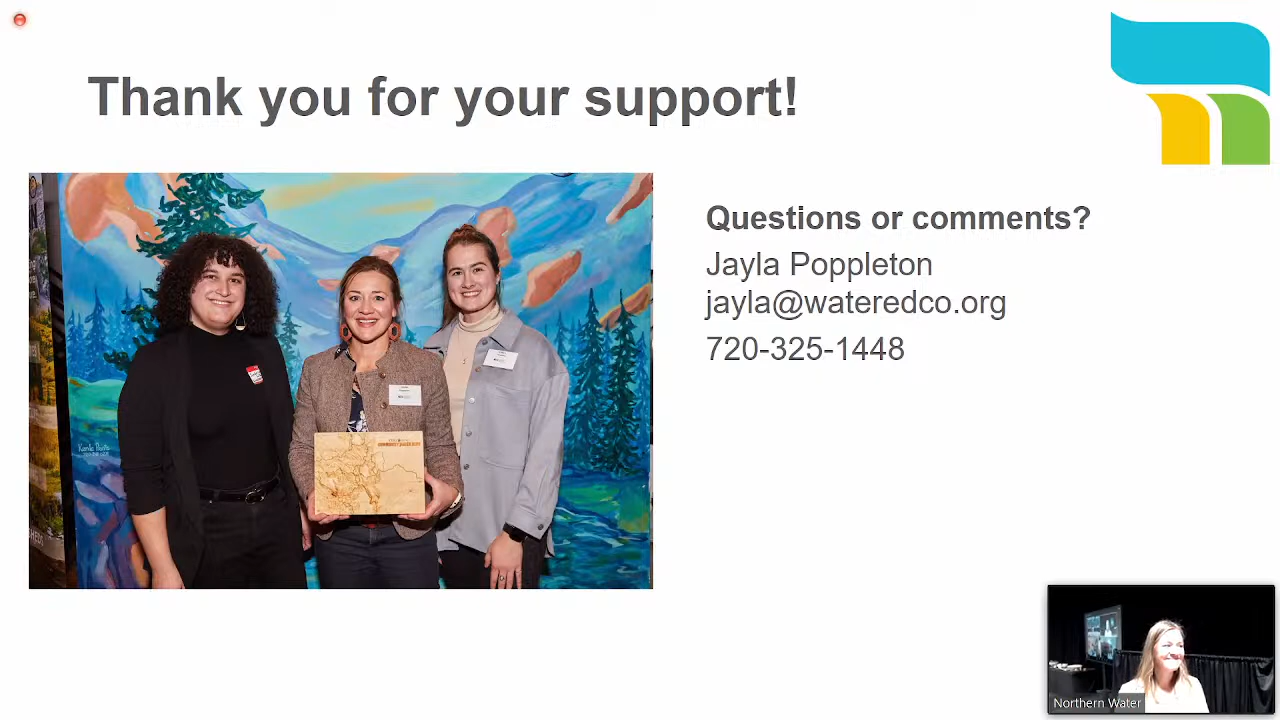 Thank you for your support!
Questions or comments?
Jayla Poppleton
jayla@wateredco.org
720-325-1448
Northern Water